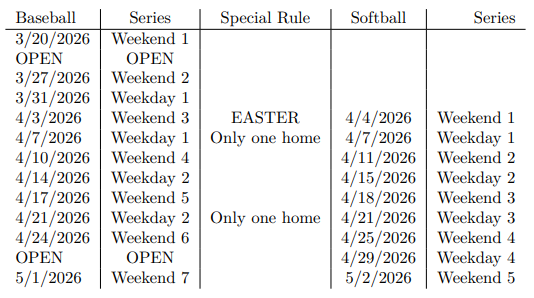 Baseball Series Special Rule Softball Series
3/20/2026 Weekend 1
OPEN OPEN
3/27/2026 Weekend 2
3/31/2026 Weekday 1
4/3/2026 Weekend 3 EASTER 4/4/2026 Weekend 1
4/7/2026 Weekday 1 Only one home 4/7/2026 Weekday 1
4/10/2026 Weekend 4 4/11/2026 Weekend 2
4/14/2026 Weekday 2 4/15/2026 Weekday 2
4/17/2026 Weekend 5 4/18/2026 Weekend 3
4/21/2026 Weekday 2 Only one home 4/21/2026 Weekday 3
4/24/2026 Weekend 6 4/25/2026 Weekend 4
OPEN OPEN 4/29/2026 Weekday 4
5/1/2026 Weekend 7 5/2/2026 Weekend 5